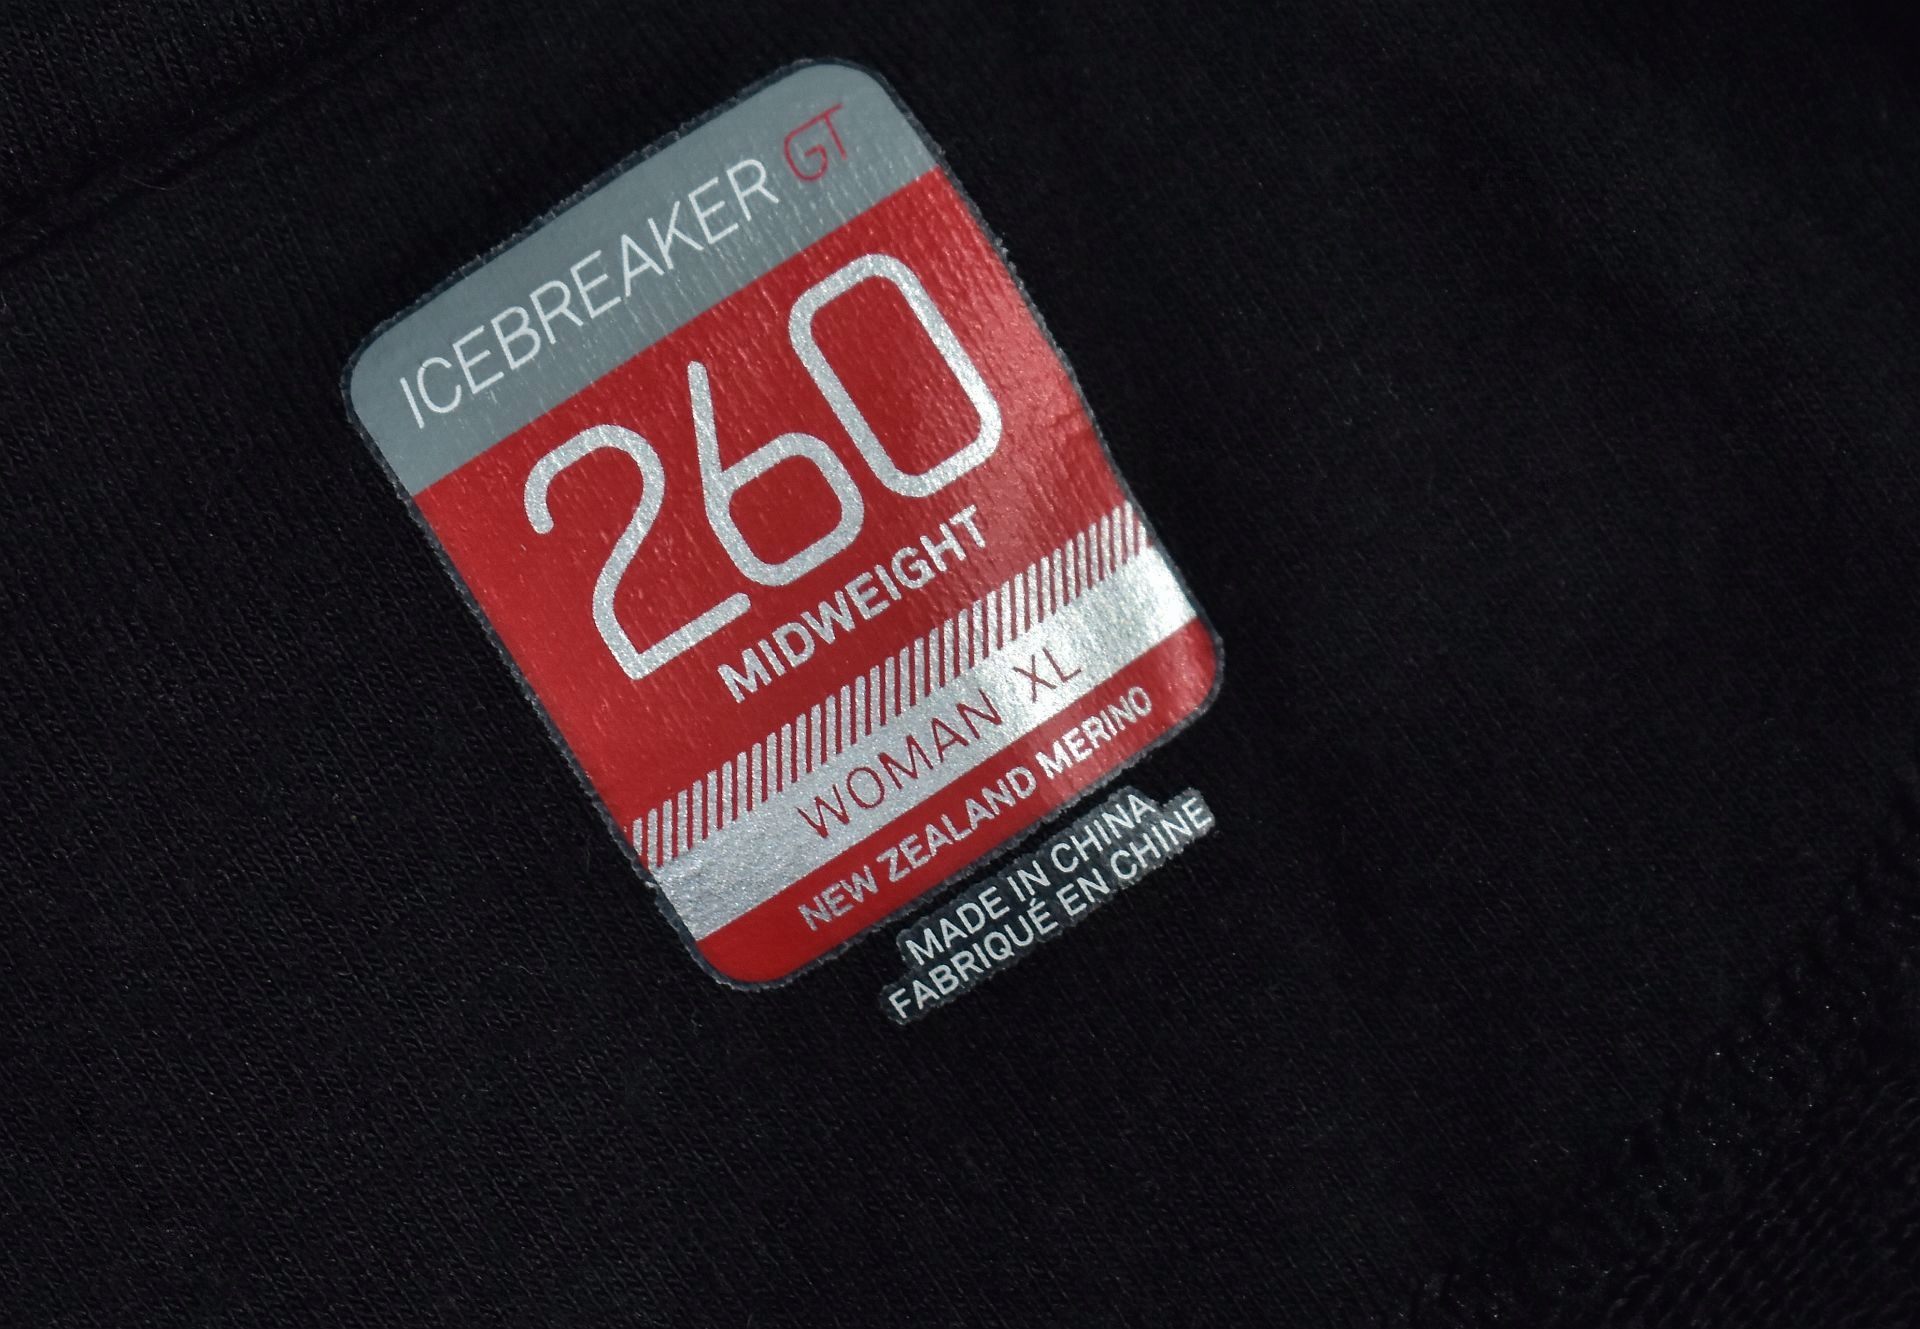 ICEBREAKER GT
260
MIDWEIGHT
WOMAN XL
NEW ZEALAND MERINO
MADE IN CHINA
FABRIQUÉ EN CHINE